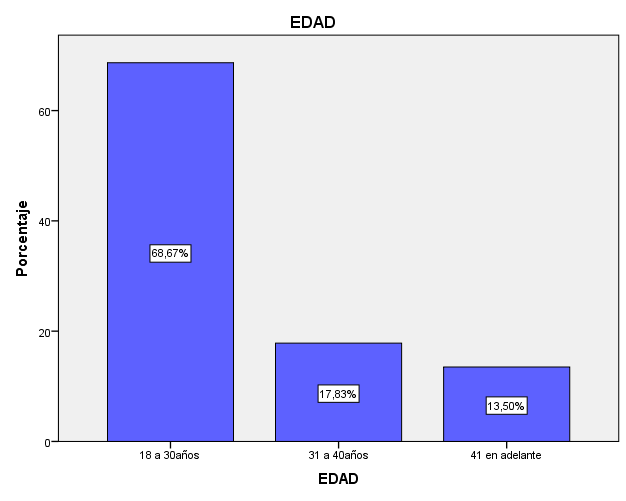 EDAD
Porcentaje
60
40
20
0
68,67%
17,83%
13,50%
18 a 30años
31 a 40años
41 en adelante
EDAD